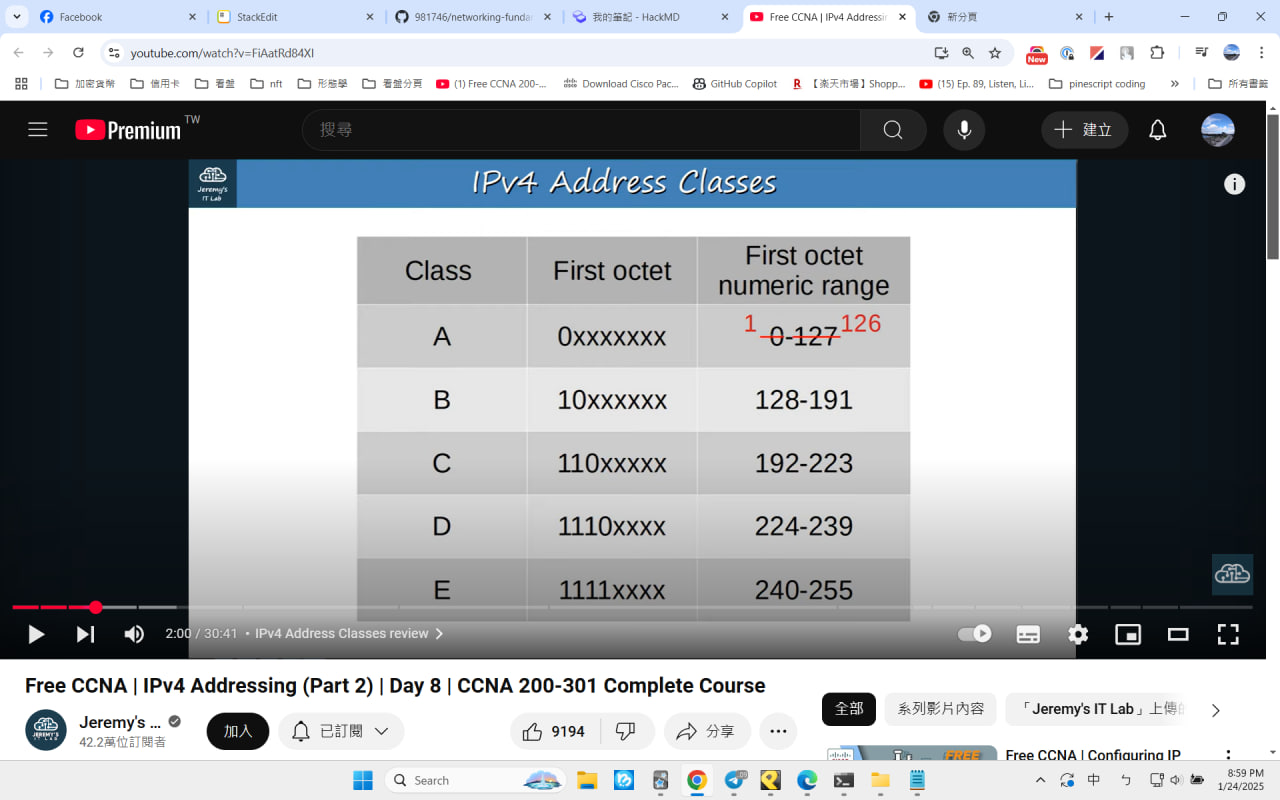 Facebook
StackEdit
981746/networking-fundar
我的筆記 - HackMD
Free CCNA | IPv4 Addressin
新分頁
youtube.com/watch?v=FiAatRd84XI
New
加密貨幣
信用卡
看盤
nft
形態學
看盤分頁
(1) Free CCNA 200-...
Download Cisco Pac...
GitHub Copilot
【楽天市場】Shopp...
(15) Ep. 89, Listen, Li...
pinescript coding
所有書籤
Premium TW
搜尋
建立
Jeremy's
IT Lab
IPv4 Address Classes
Class First octet First octet
numeric range
A 0xxxxxxx 1 0-127 126
B 10xxxxxx 128-191
C 110xxxxx 192-223
D 1110xxxx 224-239
E 1111xxxx 240-255
2:00 / 30:41 • IPv4 Address Classes review
Free CCNA | IPv4 Addressing (Part 2) | Day 8 | CCNA 200-301 Complete Course
Jeremy's ...
42.2萬位訂閱者
加入
已訂閱
9194
分享
全部
系列影片內容
「Jeremy's IT Lab」上傳的
FREE
Free CCNA | Configuring IP
Search
中
ㄅ
8:59 PM
1/24/2025